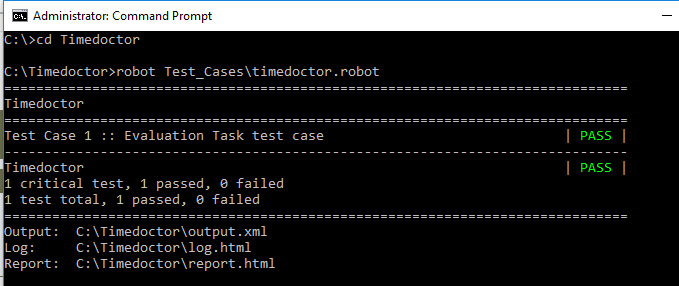 Administrator: Command Prompt
C:\>cd Timedoctor
C:\Timedoctor>robot Test_Cases\timedoctor.robot
==============================================================================
Timedoctor
==============================================================================
Test Case 1 :: Evaluation Task test case                              | PASS |
------------------------------------------------------------------------------
Timedoctor                                                            | PASS |
1 critical test, 1 passed, 0 failed
1 test total, 1 passed, 0 failed
==============================================================================
Output:  C:\Timedoctor\output.xml
Log:     C:\Timedoctor\log.html
Report:  C:\Timedoctor\report.html